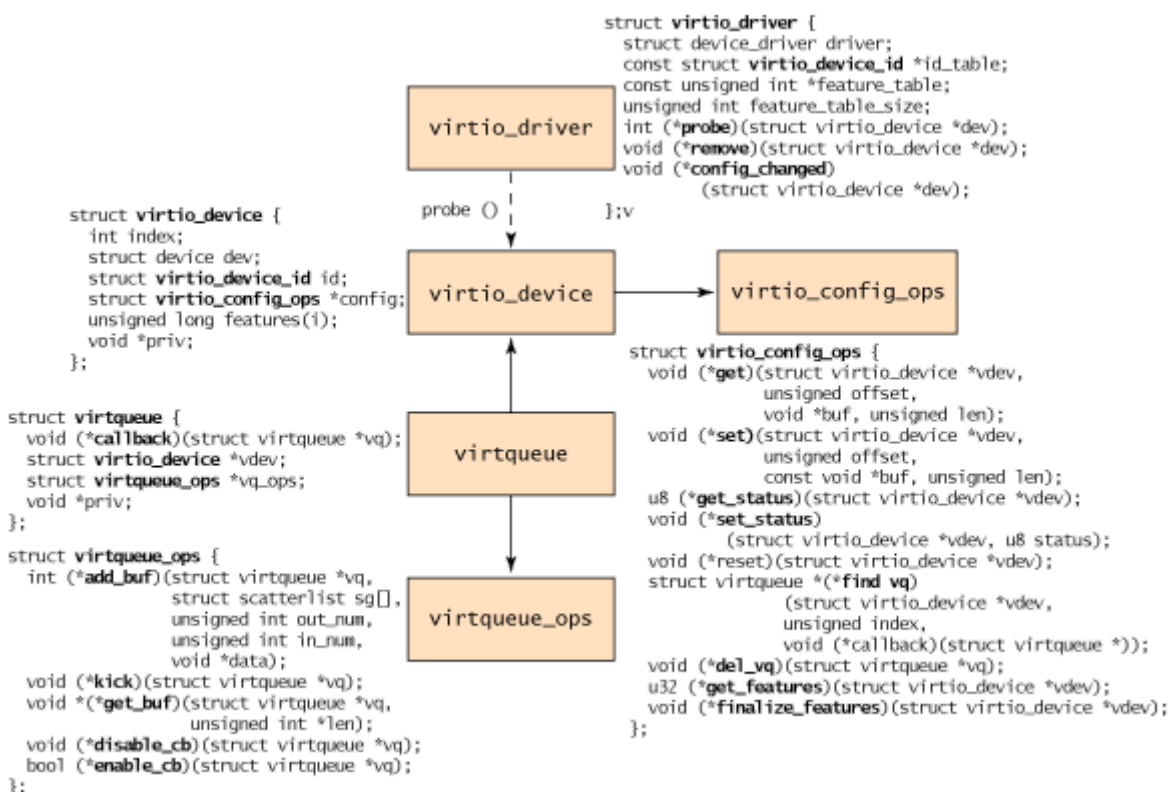 struct virtio_driver {
struct device_driver driver;
const struct virtio_device_id *id_table;
const unsigned int *feature_table;
unsigned int feature_table_size;
int (*probe)(struct virtio_device *dev);
void (*remove)(struct virtio_device *dev);
void (*config_changed)
(struct virtio_device *dev);
};v
virtio_driver
probe ()
struct virtio_device {
int index;
struct device dev;
struct virtio_device_id id;
struct virtio_config_ops *config;
unsigned long features(i);
void *priv;
};
virtio_device
virtio_config_ops
struct virtqueue {
void (*callback)(struct virtqueue *vq);
struct virtio_device *vdev;
struct virtqueue_ops *vq_ops;
void *priv;
};
virtqueue
struct virtio_config_ops {
void (*get)(struct virtio_device *vdev,
unsigned offset,
void *buf, unsigned len);
void (*set)(struct virtio_device *vdev,
unsigned offset,
const void *buf, unsigned len);
u8 (*get_status)(struct virtio_device *vdev);
void (*set_status)
(struct virtio_device *vdev, u8 status);
void (*reset)(struct virtio_device *vdev);
struct virtqueue *(*find vq)
(struct virtio_device *vdev,
unsigned index,
void (*callback)(struct virtqueue *));
void (*del_vq)(struct virtqueue *vq);
u32 (*get_features)(struct virtio_device *vdev);
void (*finalize_features)(struct virtio_device *vdev);
};
struct virtqueue_ops {
int (*add_buf)(struct virtqueue *vq,
struct scatterlist sg[],
unsigned int out_num,
unsigned int in_num,
void *data);
void (*kick)(struct virtqueue *vq);
void *(*get_buf)(struct virtqueue *vq,
unsigned int *len);
void (*disable_cb)(struct virtqueue *vq);
bool (*enable_cb)(struct virtqueue *vq);
};
virtqueue_ops